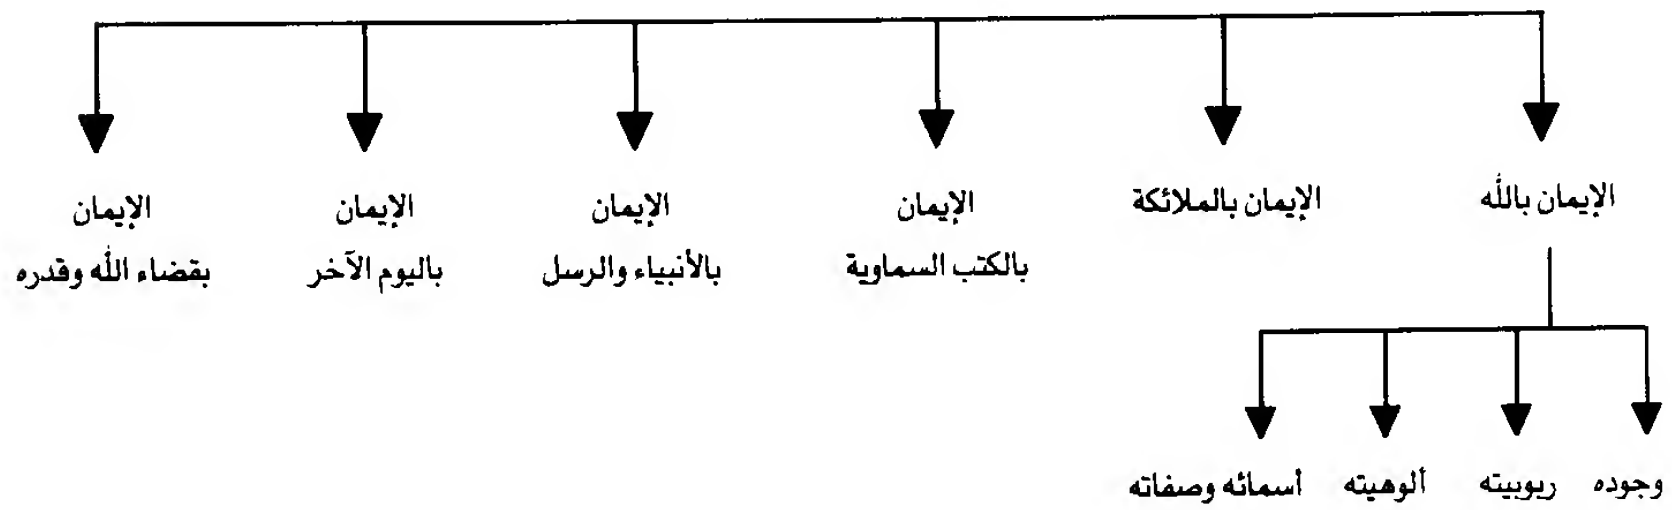 الإيمان بالله
الإيمان بالملائكة
الإيمان
بالكتب السماوية
الإيمان
بالأنبياء والرسل
الإيمان
باليوم الآخر
الإيمان
بقضاء الله وقدره
وجوده
ربوبيته
ألوهيته
أسمائه وصفاته